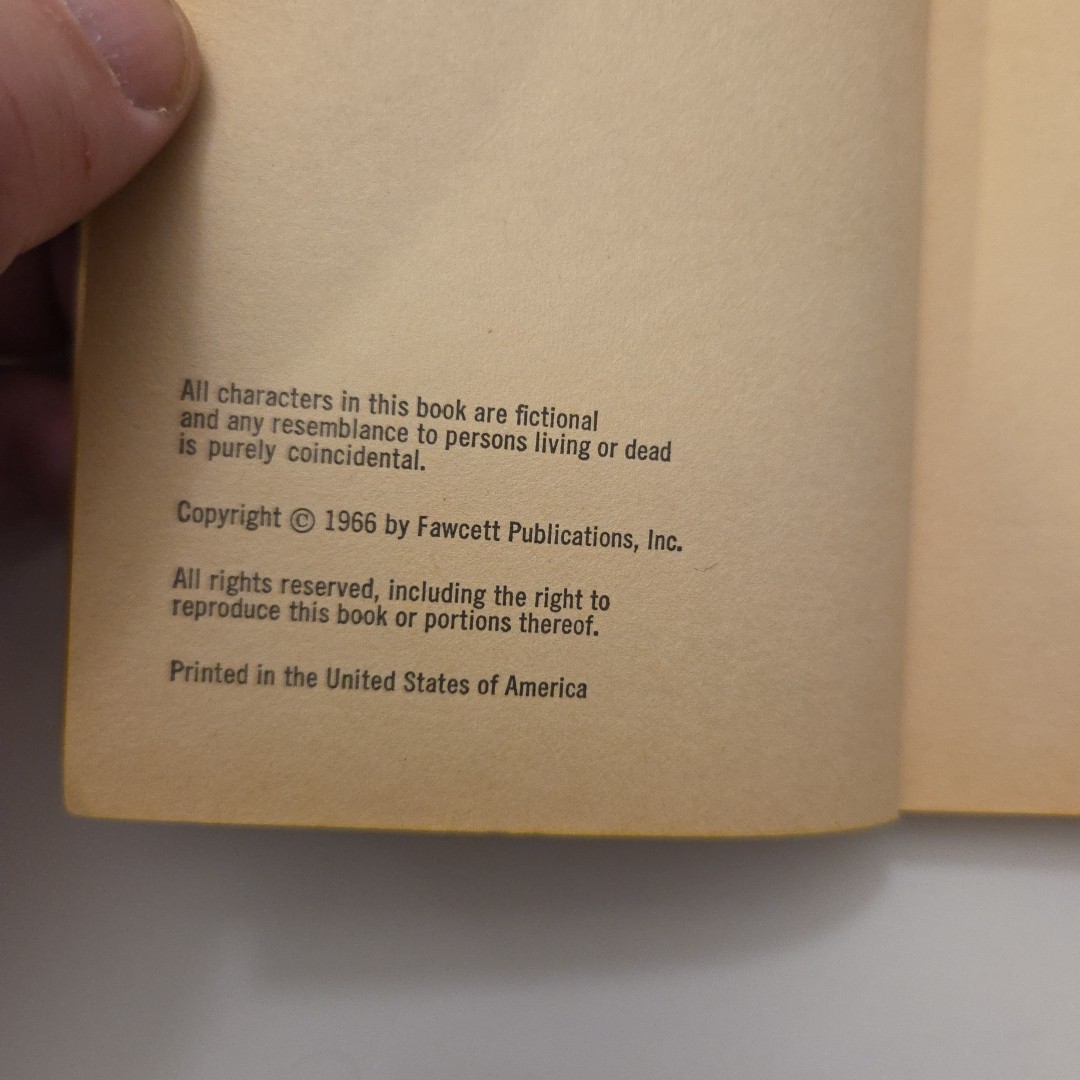 All characters in this book are fictional
and any resemblance to persons living or dead
is purely coincidental.
Copyright © 1966 by Fawcett Publications, Inc.
All rights reserved, including the right to
reproduce this book or portions thereof.
Printed in the United States of America